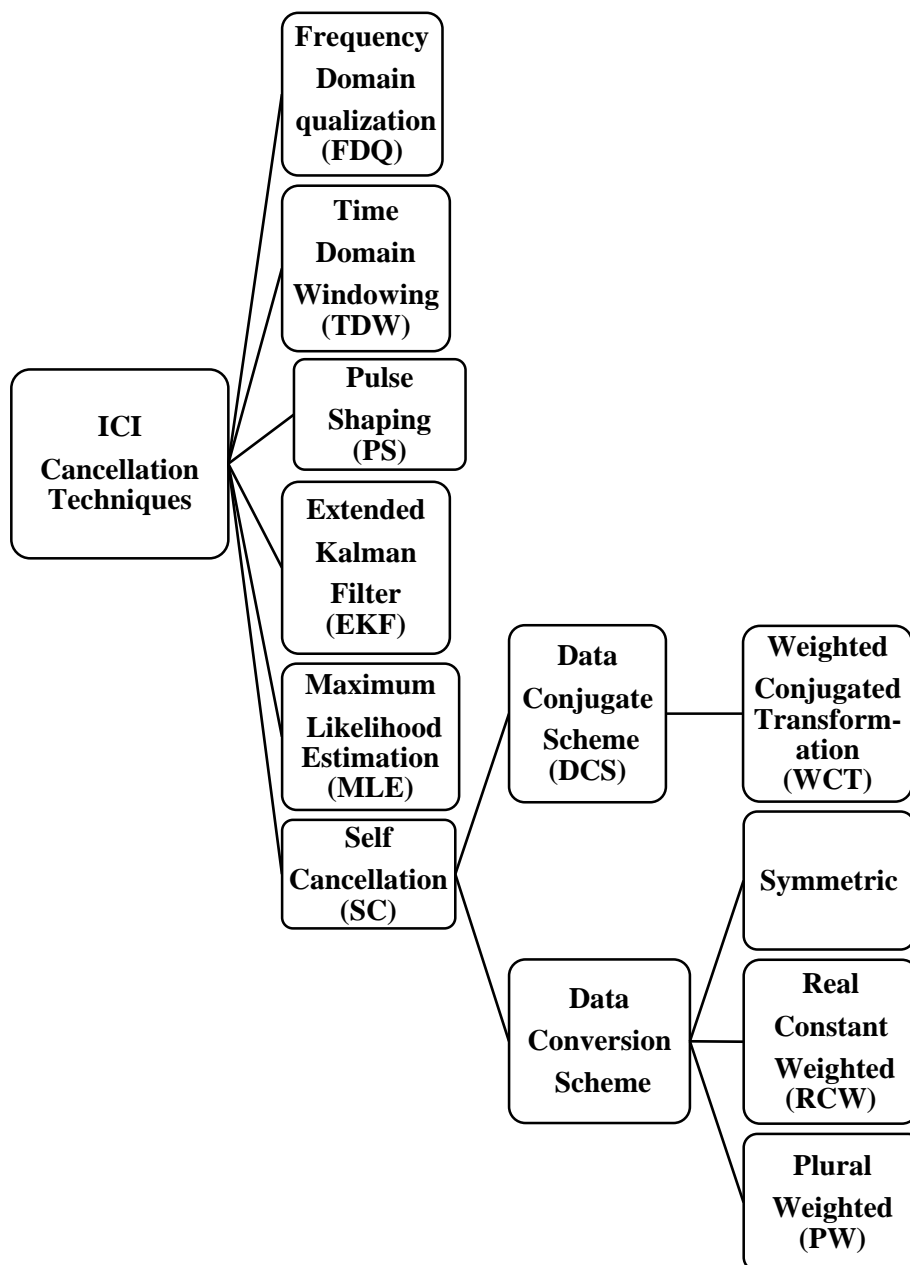 ICI
Cancellation
Techniques
Frequency
Domain
qualization
(FDQ)
Time
Domain
Windowing
(TDW)
Pulse
Shaping
(PS)
Extended
Kalman
Filter
(EKF)
Maximum
Likelihood
Estimation
(MLE)
Self
Cancellation
(SC)
Data
Conjugate
Scheme
(DCS)
Weighted
Conjugated
Transform-
ation
(WCT)
Data
Conversion
Scheme
Symmetric
Real
Constant
Weighted
(RCW)
Plural
Weighted
(PW)